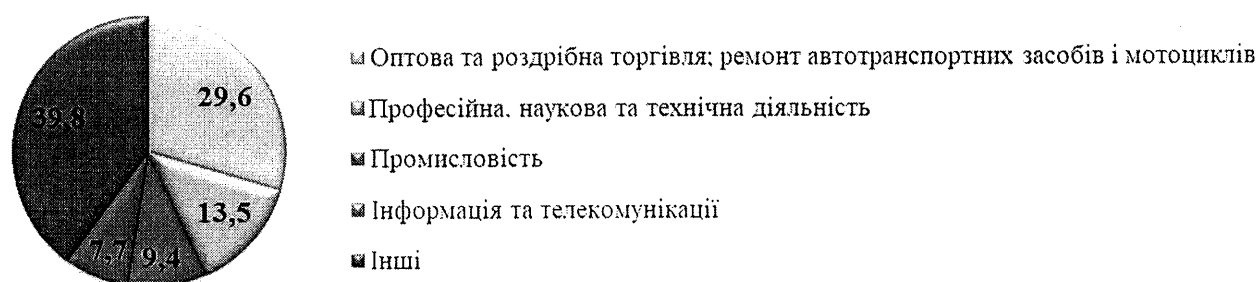 29,6
39,8
13,5
7,7
9,4
Оптова та роздрібна торгівля; ремонт автотранспортних засобів і мотоциклів
Професійна. наукова та технічна діяльність
Промисловість
Інформація та телекомунікації
Інші